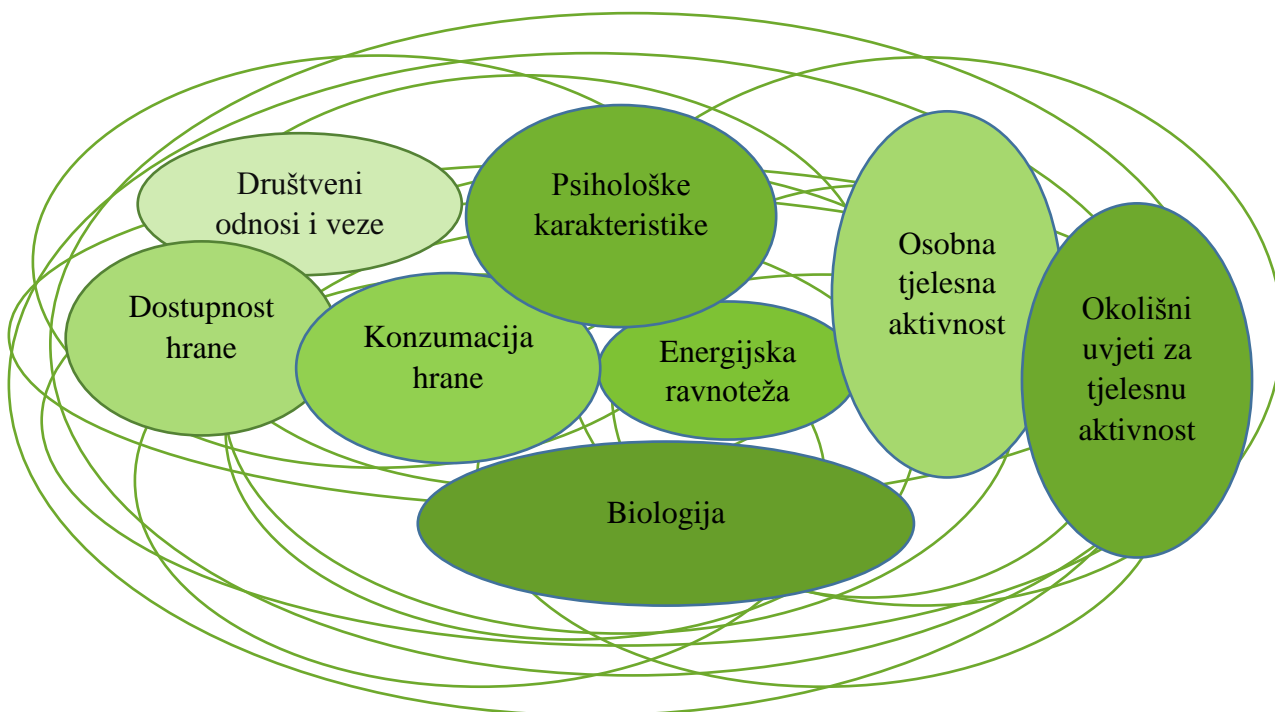 Društveni
odnosi i veze
Psihološke
karakteristike
Osobna
tjelesna
aktivnost
Okolišni
uvjeti za
tjelesnu
aktivnost
Dostupnost
hrane
Konzumacija
hrane
Energijska
ravnoteža
Biologija